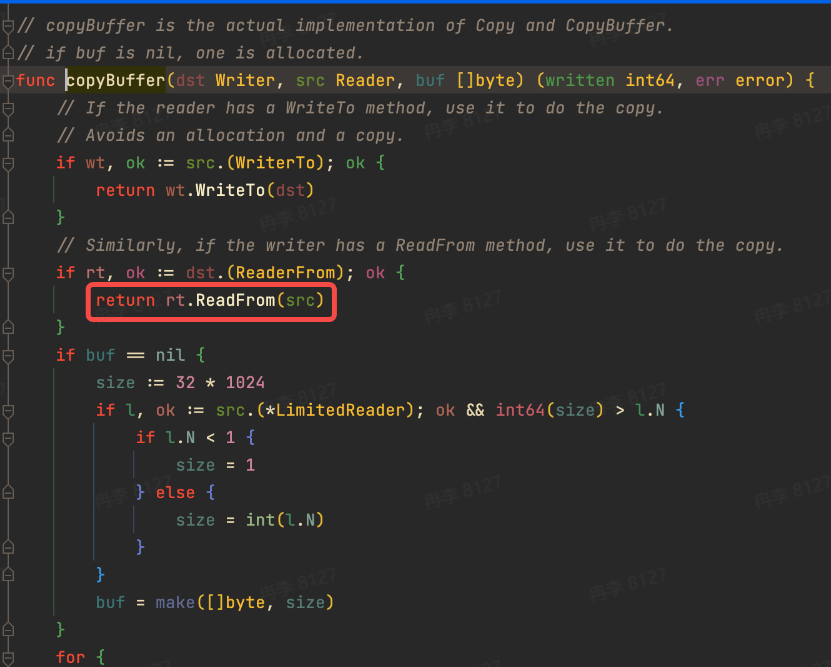 // copyBuffer is the actual implementation of Copy and CopyBuffer.
// if buf is nil, one is allocated.
func copyBuffer(dst Writer, src Reader, buf []byte) (written int64, err error) {
// If the reader has a WriteTo method, use it to do the copy.
// Avoids an allocation and a copy.
if wt, ok := src.(WriterTo); ok {
return wt.WriteTo(dst)
}
// Similarly, if the writer has a ReadFrom method, use it to do the copy.
if rt, ok := dst.(ReaderFrom); ok {
return rt.ReadFrom(src)
}
if buf == nil {
size := 32 * 1024
if l, ok := src.(*LimitedReader); ok && int64(size) > l.N {
if l.N < 1 {
size = 1
} else {
size = int(l.N)
}
}
buf = make([]byte, size)
}
for {
冉李 8127